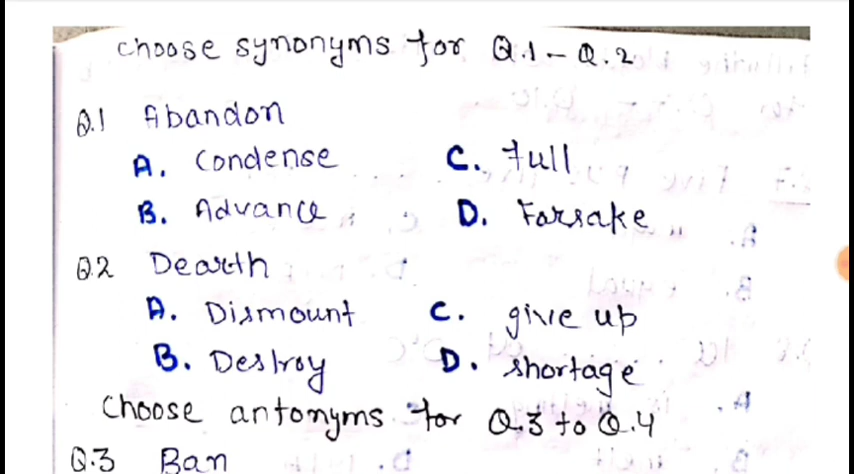 Choose synonyms for Q.1 - Q.2
Q.1 Abandon
A. Condense C. full
B. Advance D. Forsake
Q.2 Dearth
A. Dismount C. give up
B. Destroy D. shortage
Choose antonyms for Q.3 to Q.4
Q.3 Ban